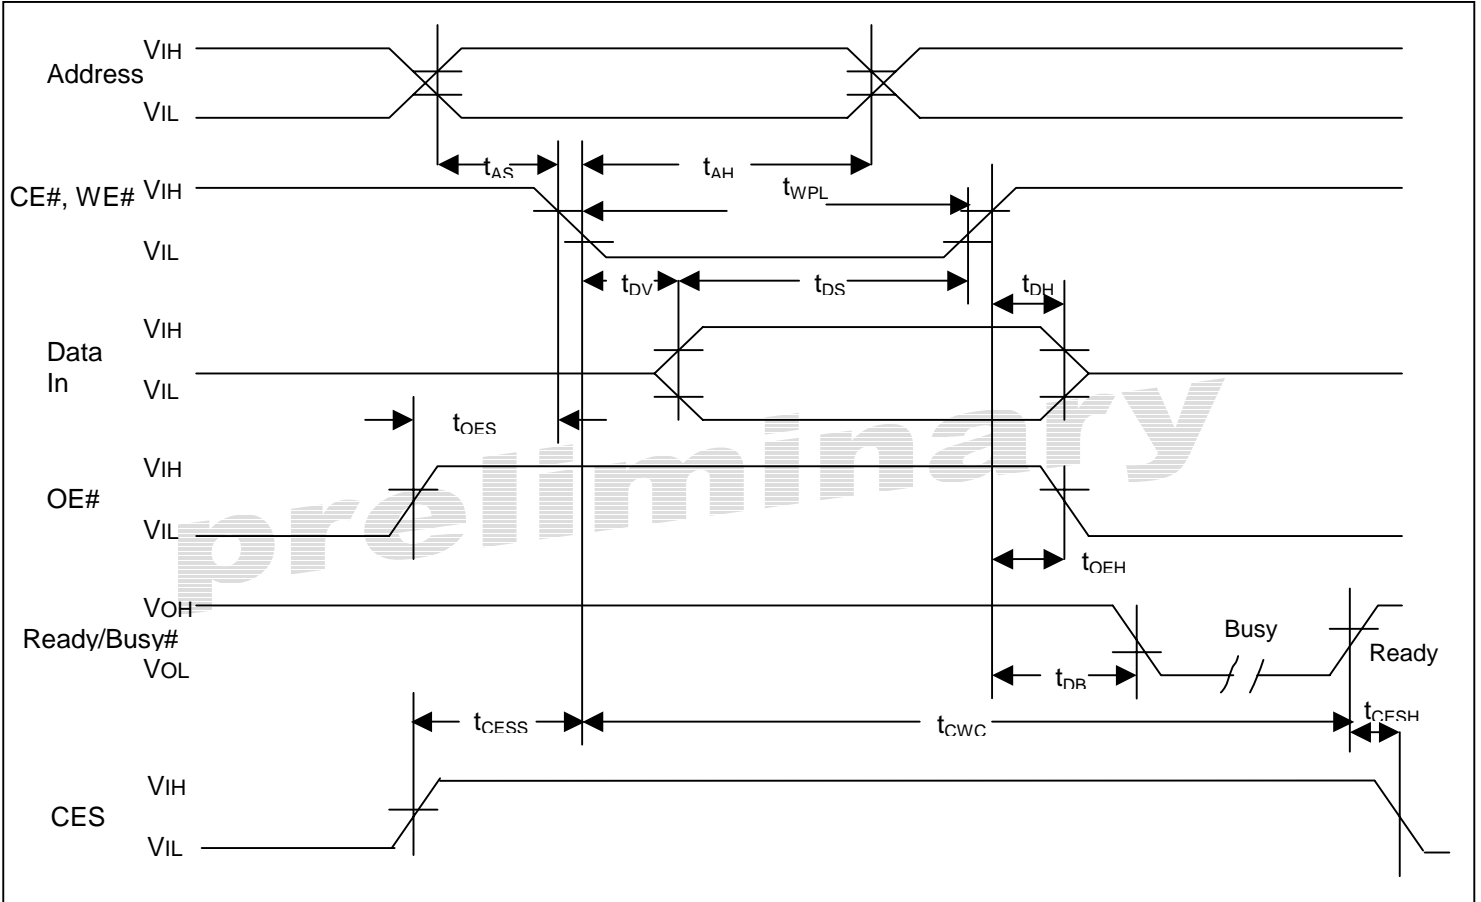 VIH
Address
VIL
tAS
tAH
CE#, WE#
VIH
tWPL
VIL
tDV
tDS
tDH
VIH
Data
In
VIL
tOES
VIH
OE#
VIL
tOEH
preliminary
VOH
Ready/Busy#
VOL
Busy
Ready
tDB
tCESS
tCWC
tCESH
VIH
CES
VIL